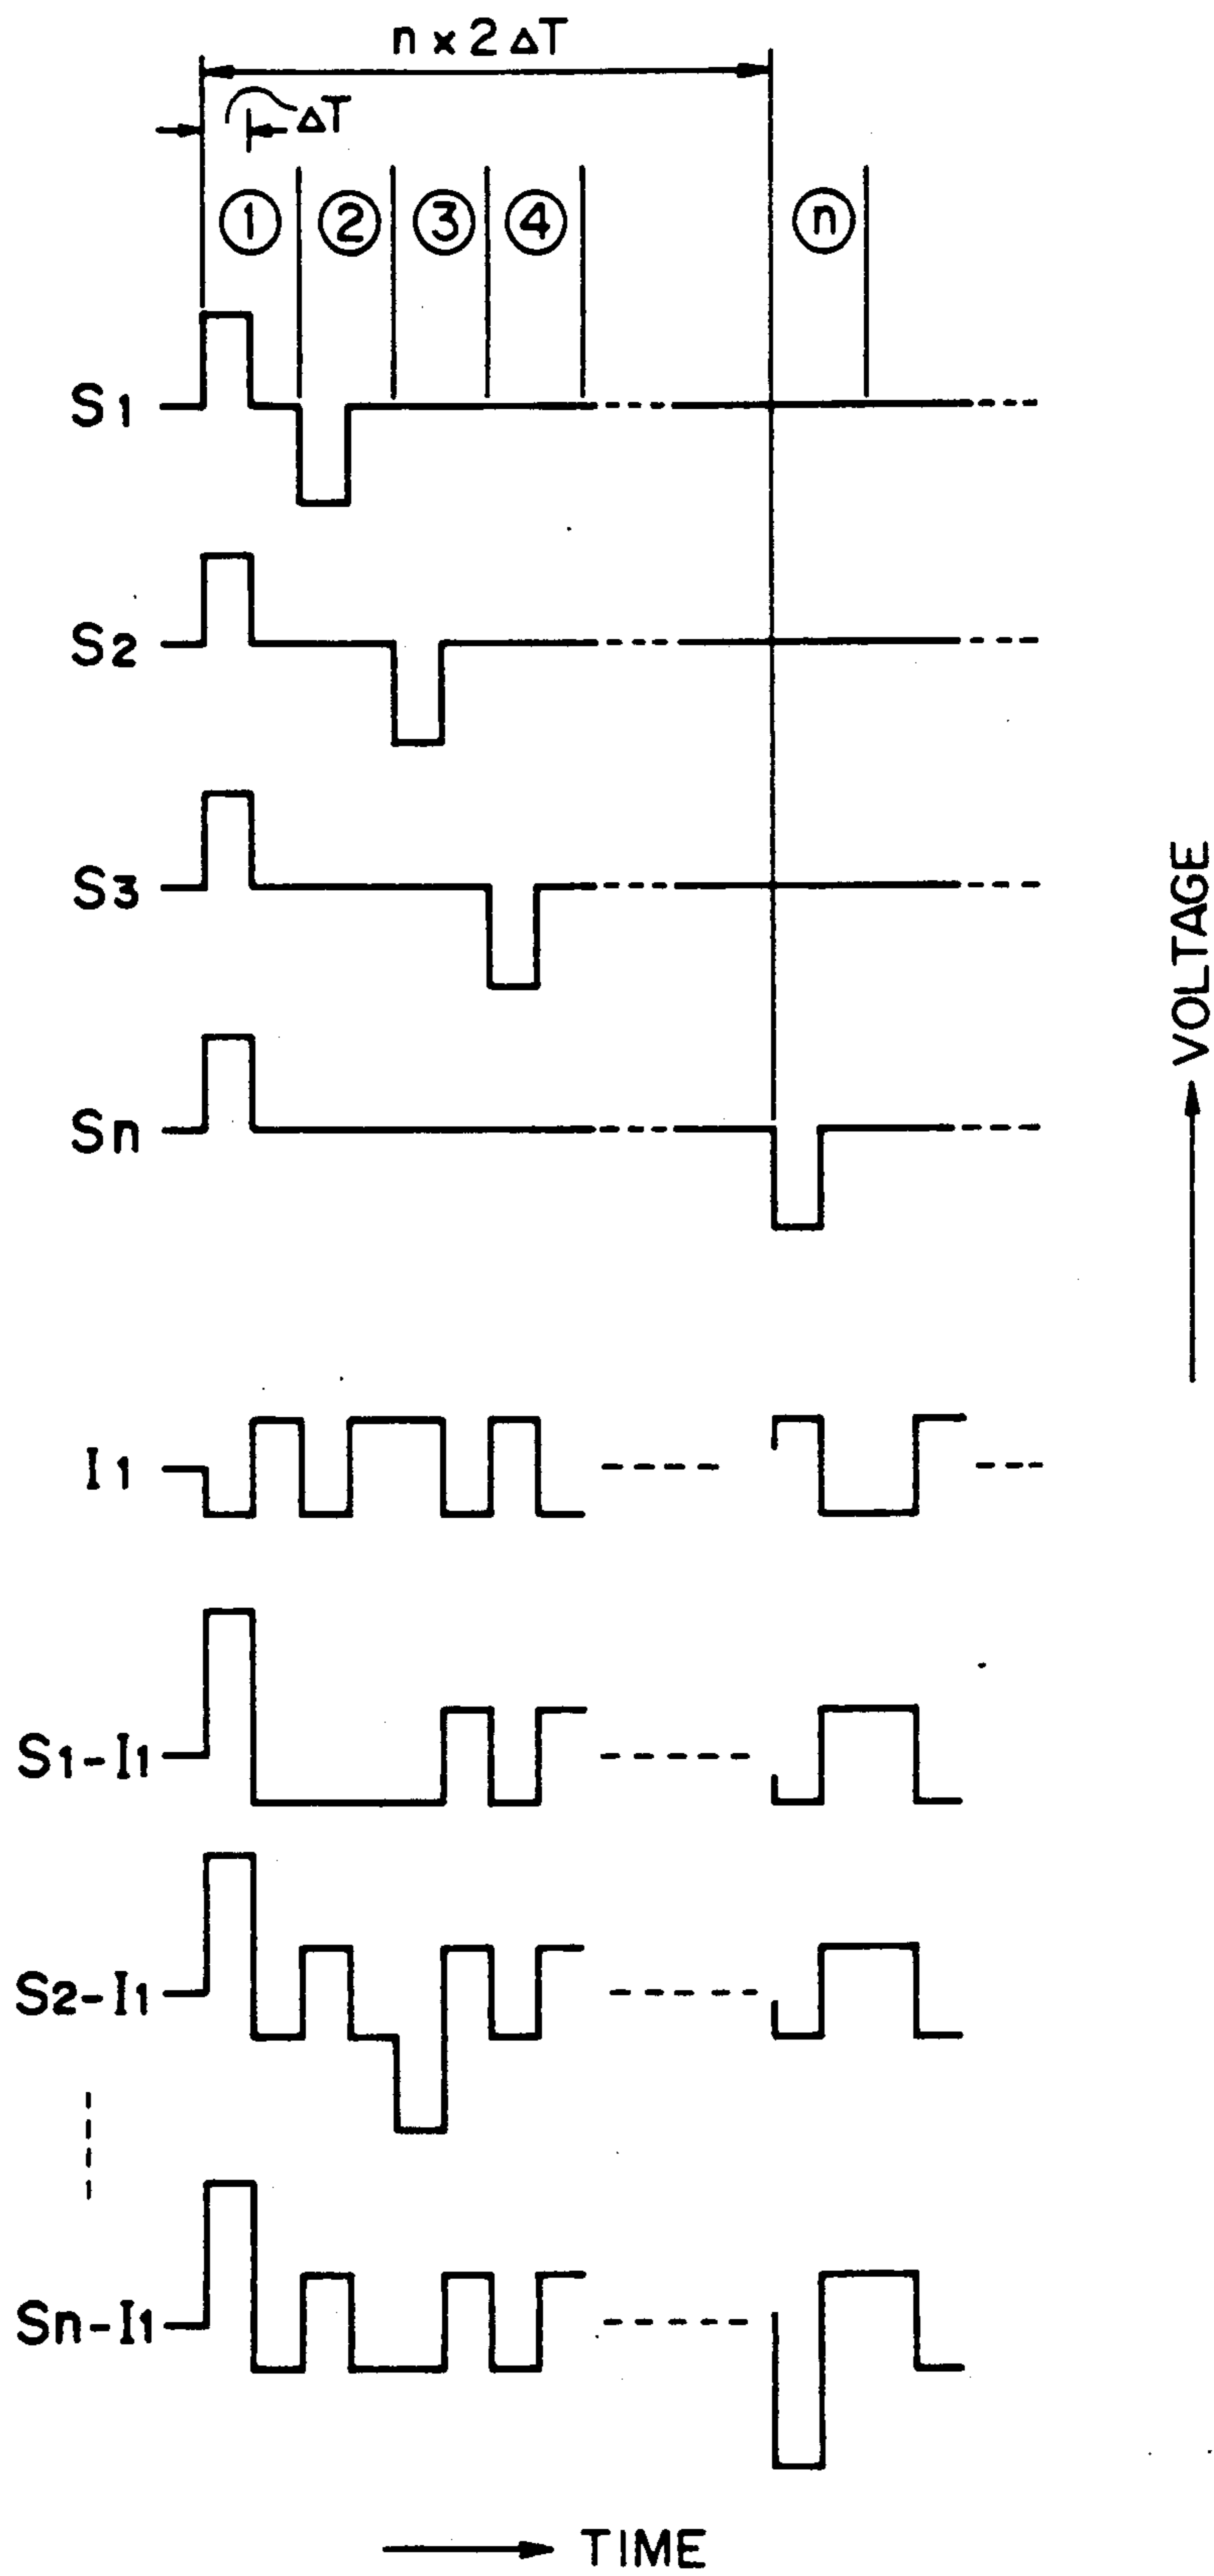 n × 2 ΔT
ΔT
① ② ③ ④ ⓝ
S1
S2
S3
Sn
VOLTAGE
I1
S1-I1
S2-I1
Sn-I1
TIME